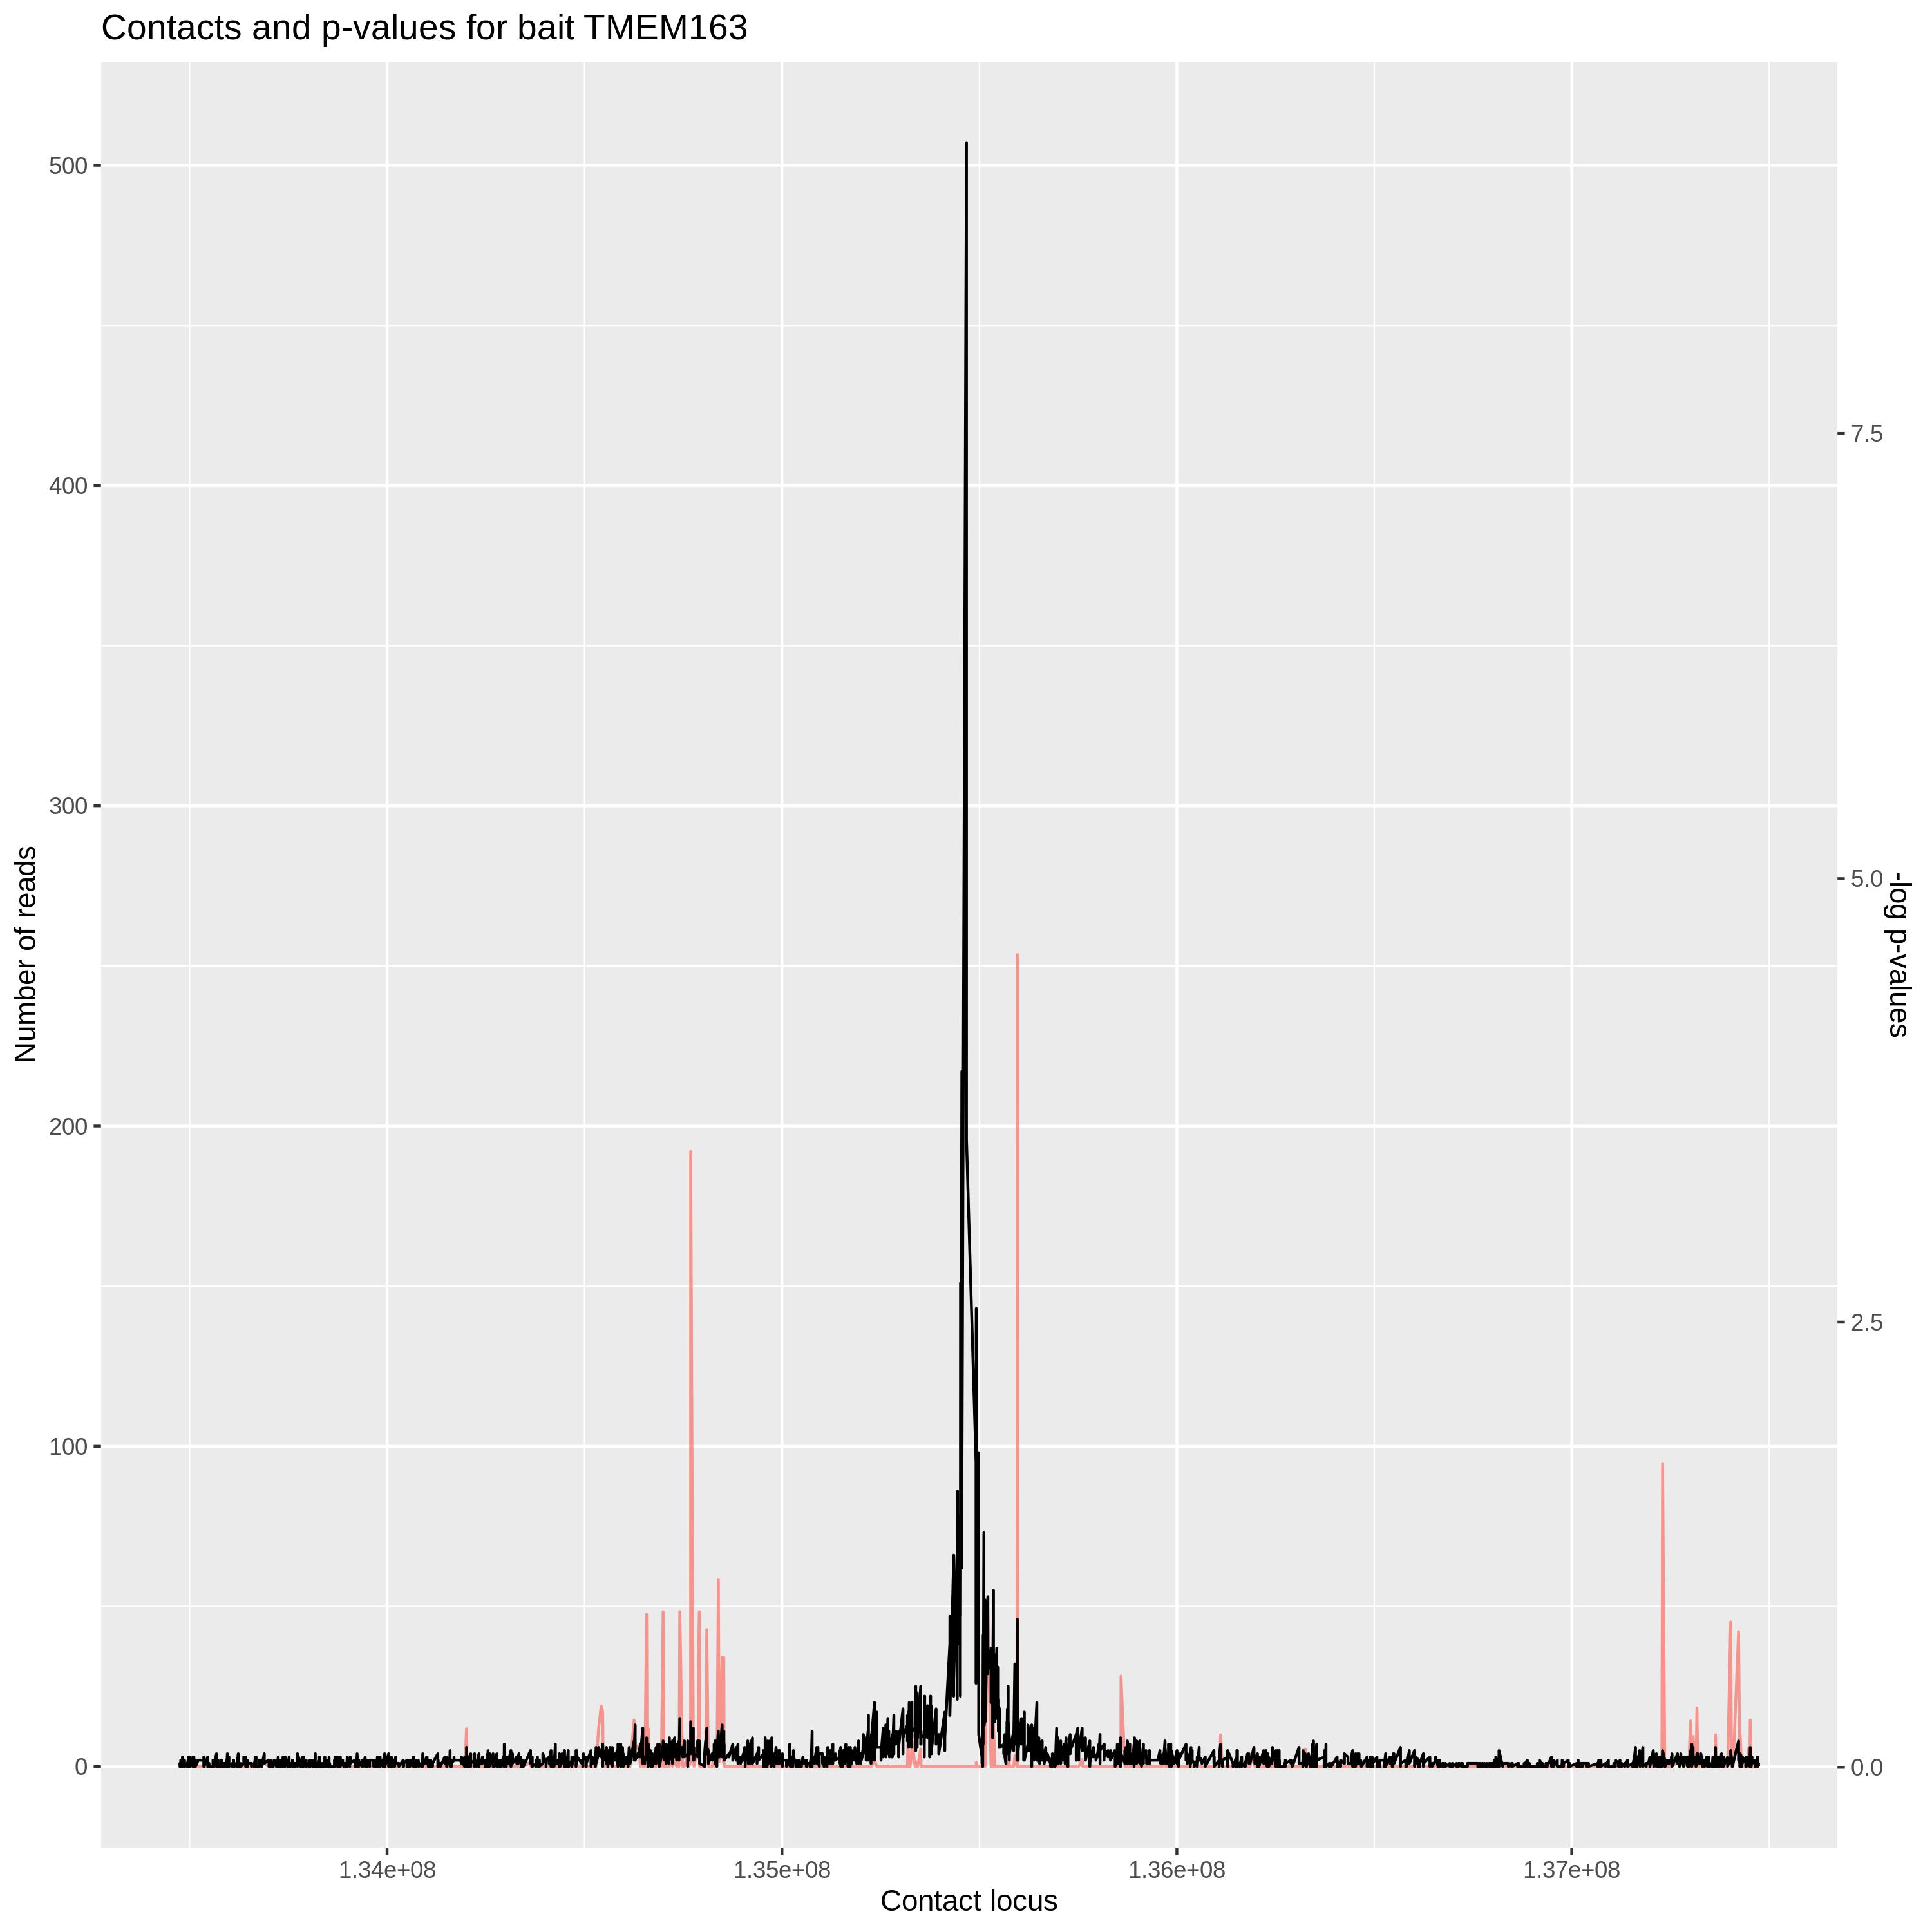 Contacts and p-values for bait TMEM163
500
400
300
200
100
0
Number of reads
7.5
5.0
2.5
0.0
-log p-values
1.34e+08
1.35e+08
1.36e+08
1.37e+08
Contact locus